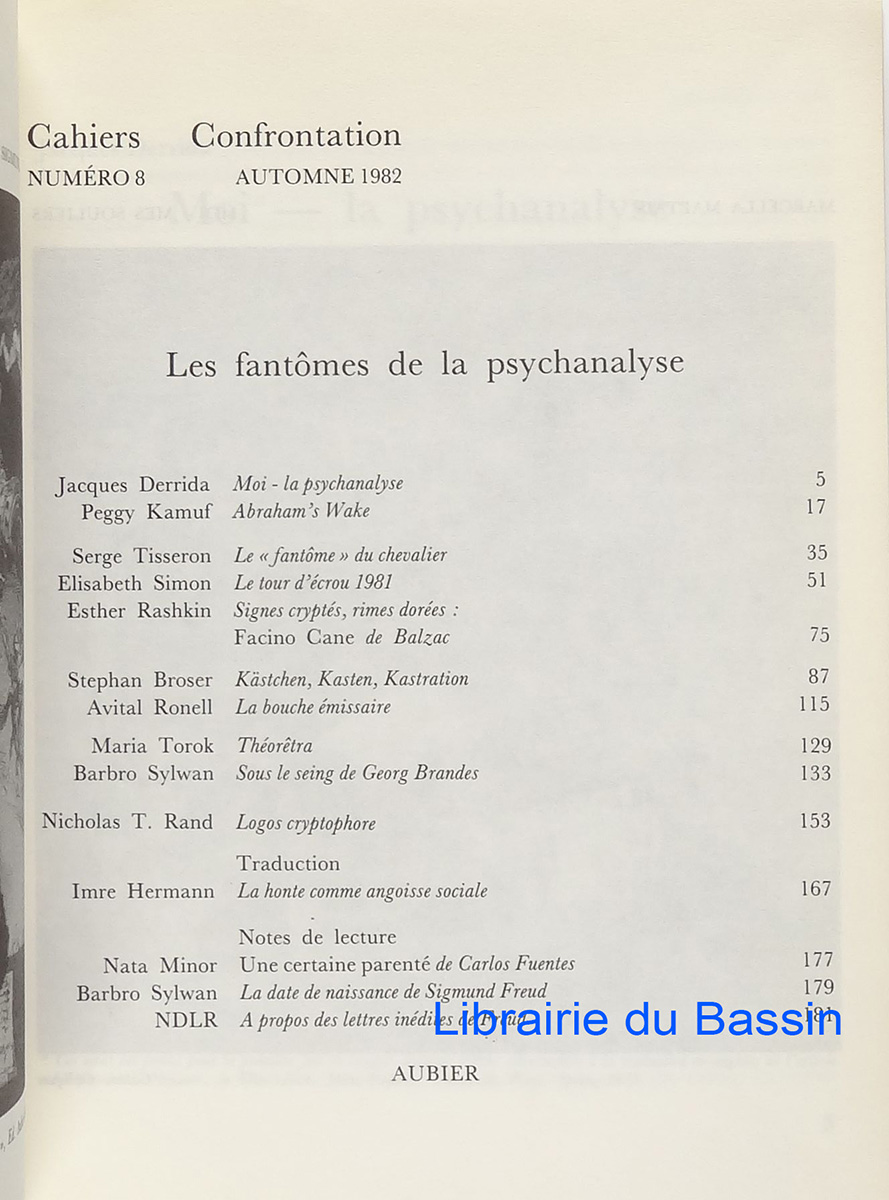 Cahiers Confrontation
NUMÉRO 8 AUTOMNE 1982
Les fantômes de la psychanalyse
Jacques Derrida Moi - la psychanalyse 5
Peggy Kamuf Abraham's Wake 17
Serge Tisseron Le « fantôme » du chevalier 35
Elisabeth Simon Le tour d'écrou 1981 51
Esther Rashkin Signes cryptés, rimes dorées :
Facino Cane de Balzac 75
Stephan Broser Kästchen, Kasten, Kastration 87
Avital Ronell La bouche émissaire 115
Maria Torok Théorêtra 129
Barbro Sylwan Sous le seing de Georg Brandes 133
Nicholas T. Rand Logos cryptophore 153
Traduction
Imre Hermann La honte comme angoisse sociale 167
Notes de lecture
Nata Minor Une certaine parenté de Carlos Fuentes 177
Barbro Sylwan La date de naissance de Sigmund Freud 179
NDLR A propos des lettres inédites de Freud 181
Librairie du Bassin
AUBIER